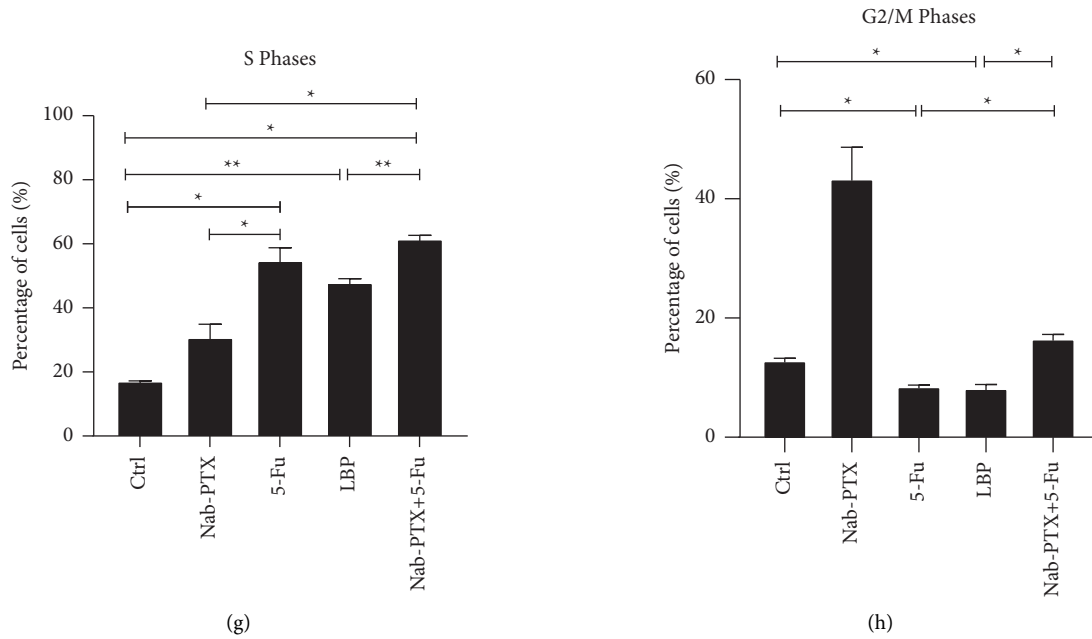 S Phases
*
*
**
**
*
*
Percentage of cells (%)
100
80
60
40
20
0
Ctrl
Nab-PTX
5-Fu
LBP
Nab-PTX+5-Fu
(g)
G2/M Phases
*
*
*
*
Percentage of cells (%)
60
40
20
0
Ctrl
Nab-PTX
5-Fu
LBP
Nab-PTX+5-Fu
(h)